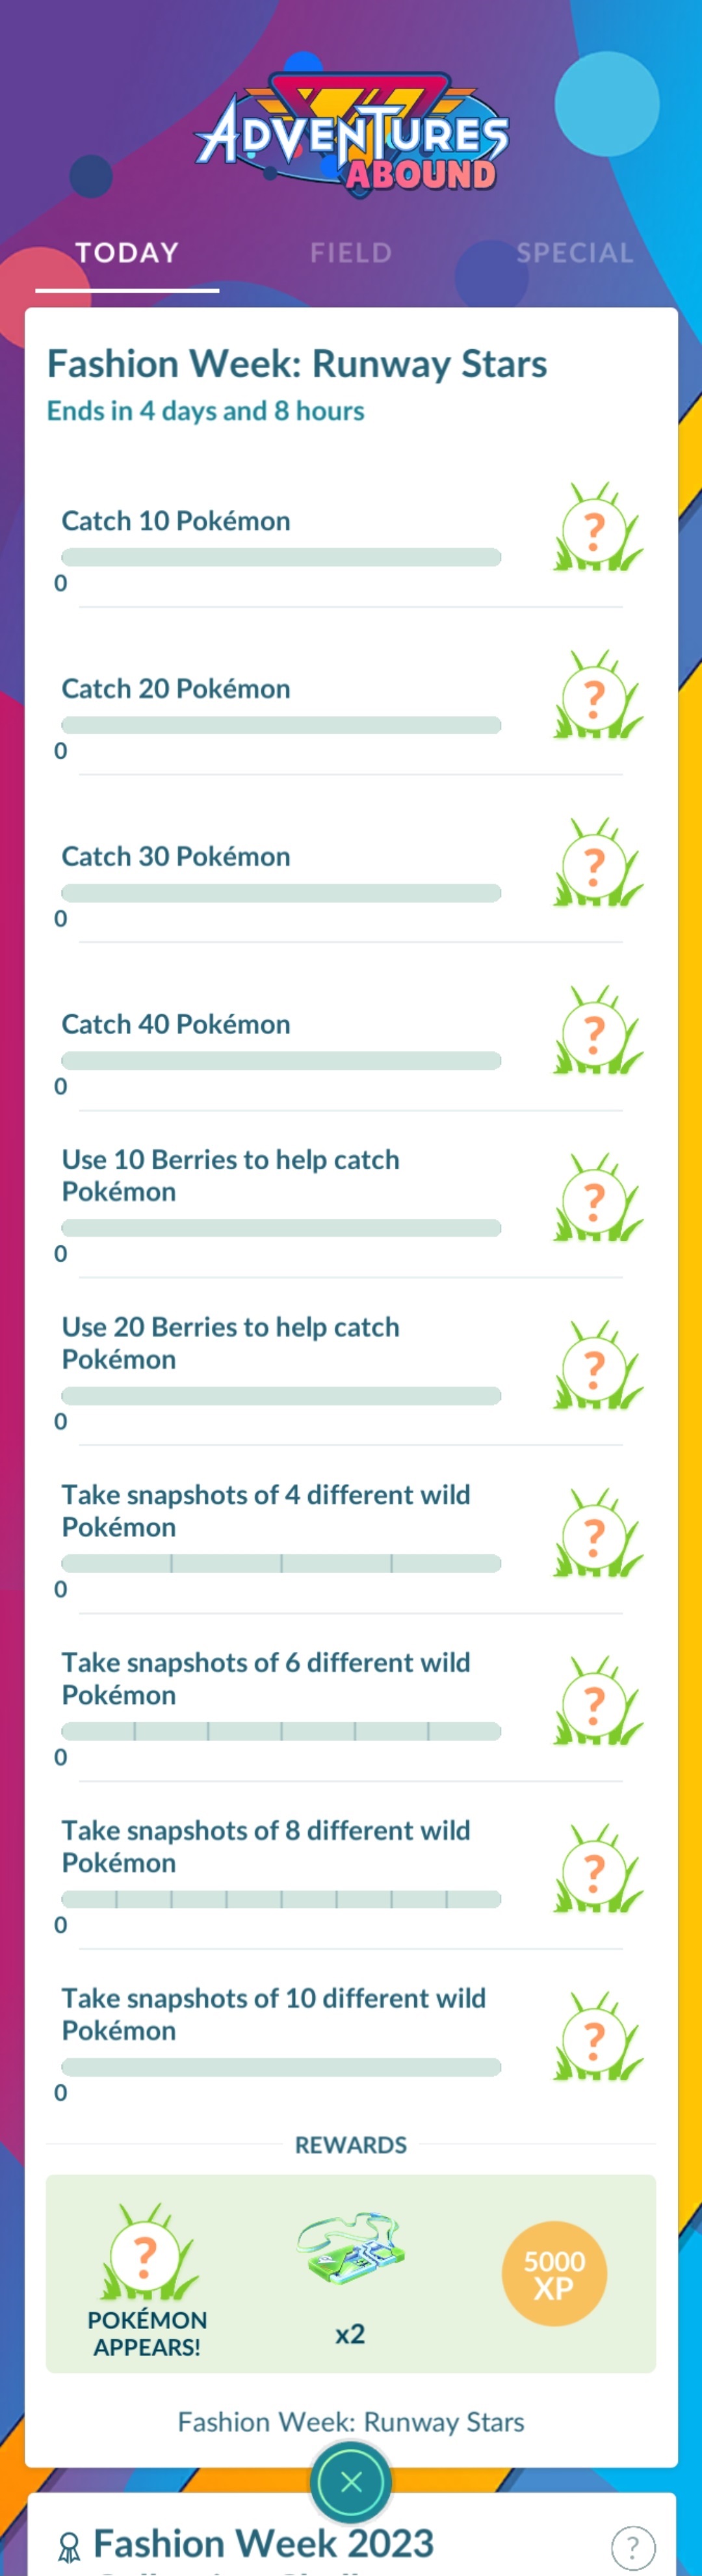 ADVENTURES
ABOUND
TODAY
FIELD
SPECIAL
Fashion Week: Runway Stars
Ends in 4 days and 8 hours
Catch 10 Pokémon
?
0
Catch 20 Pokémon
?
0
Catch 30 Pokémon
?
0
Catch 40 Pokémon
?
0
Use 10 Berries to help catch
Pokémon
?
0
Use 20 Berries to help catch
Pokémon
?
0
Take snapshots of 4 different wild
Pokémon
?
0
Take snapshots of 6 different wild
Pokémon
?
0
Take snapshots of 8 different wild
Pokémon
?
0
Take snapshots of 10 different wild
Pokémon
?
0
REWARDS
?
POKÉMON
APPEARS!
x2
5000
XP
Fashion Week: Runway Stars
Fashion Week 2023
?